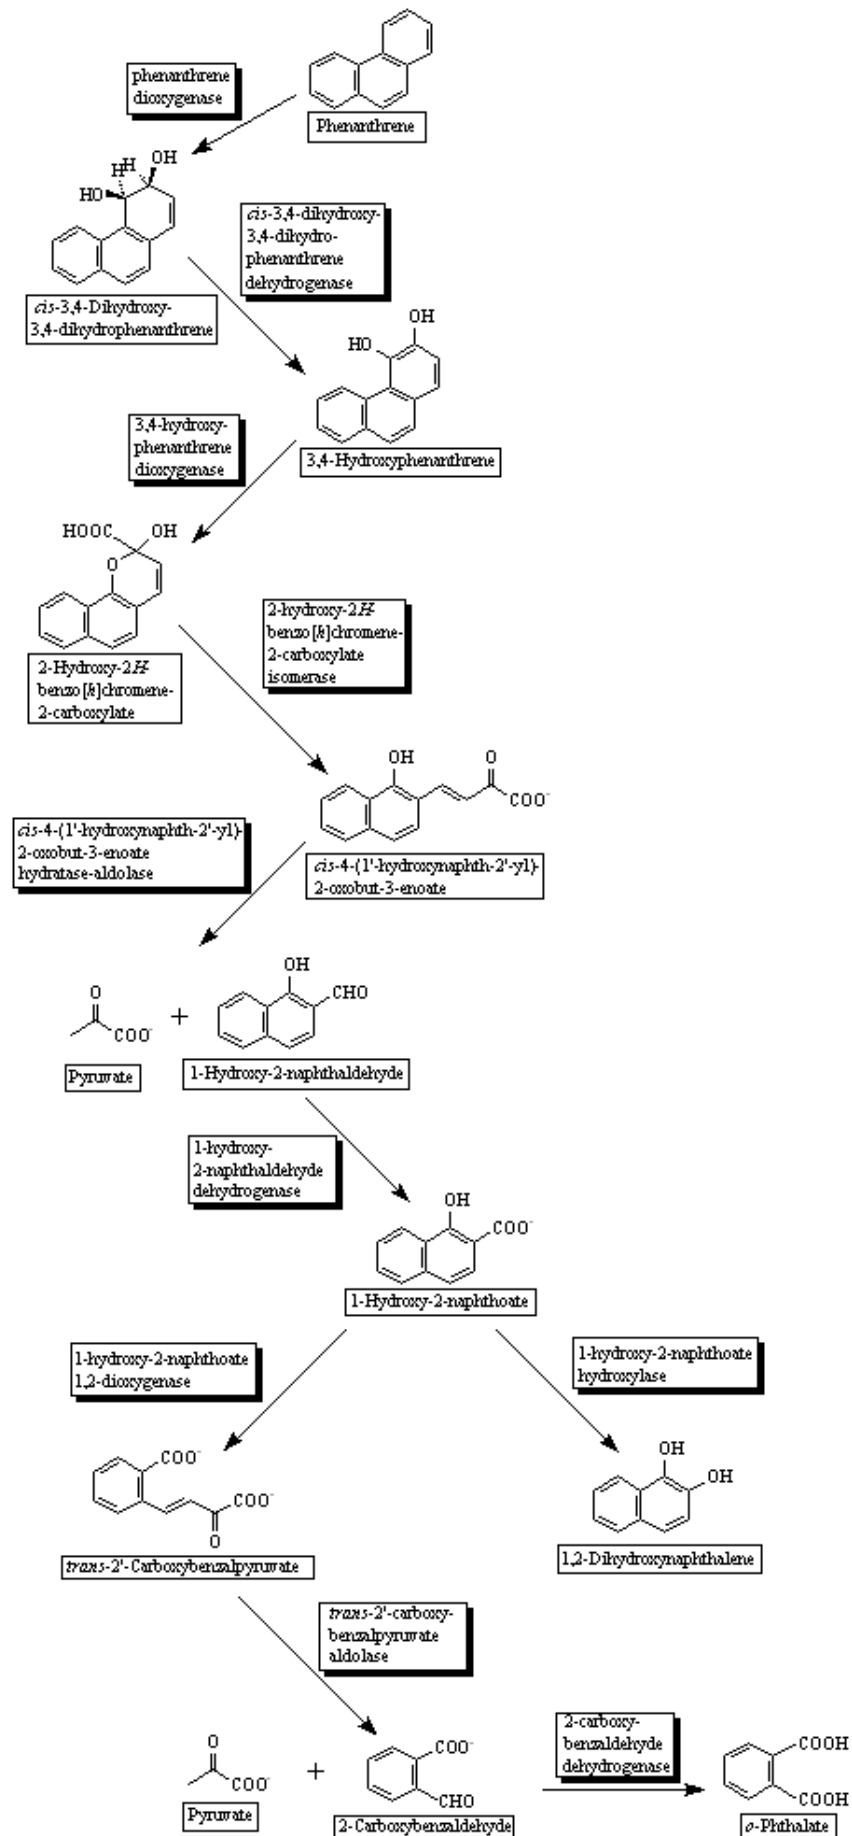 phenanthrene
dioxygenase
Phenanthrene
OH
H
H
HO
cis-3,4-dihydroxy-
3,4-dihydro-
phenanthrene
dehydrogenase
cis-3,4-Dihydroxy-
3,4-dihydrophenanthrene
OH
HO
3,4-hydroxy-
phenanthrene
dioxygenase
3,4-Hydroxyphenanthrene
HOOC
OH
O
2-hydroxy-2H-
benzo[h]chromene-
2-carboxylate
isomerase
2-Hydroxy-2H-
benzo[h]chromene-
2-carboxylate
OH
O
COO-
cis-4-(1'-hydroxynaphth-2'-yl)-
2-oxobut-3-enoate
hydratase-aldolase
cis-4-(1'-hydroxynaphth-2'-yl)-
2-oxobut-3-enoate
O
COO-
+
OH
CHO
Pyruvate
1-Hydroxy-2-naphthaldehyde
1-hydroxy-
2-naphthaldehyde
dehydrogenase
OH
COO-
1-Hydroxy-2-naphthoate
1-hydroxy-2-naphthoate
1,2-dioxygenase
1-hydroxy-2-naphthoate
hydroxylase
COO-
COO-
O
OH
OH
trans-2'-Carboxybenzalpyruvate
1,2-Dihydroxynaphthalene
trans-2'-carboxy-
benzalpyruvate
aldolase
O
COO-
+
COO-
CHO
2-carboxy-
benzaldehyde
dehydrogenase
COOH
COOH
Pyruvate
2-Carboxybenzaldehyde
o-Phthalate